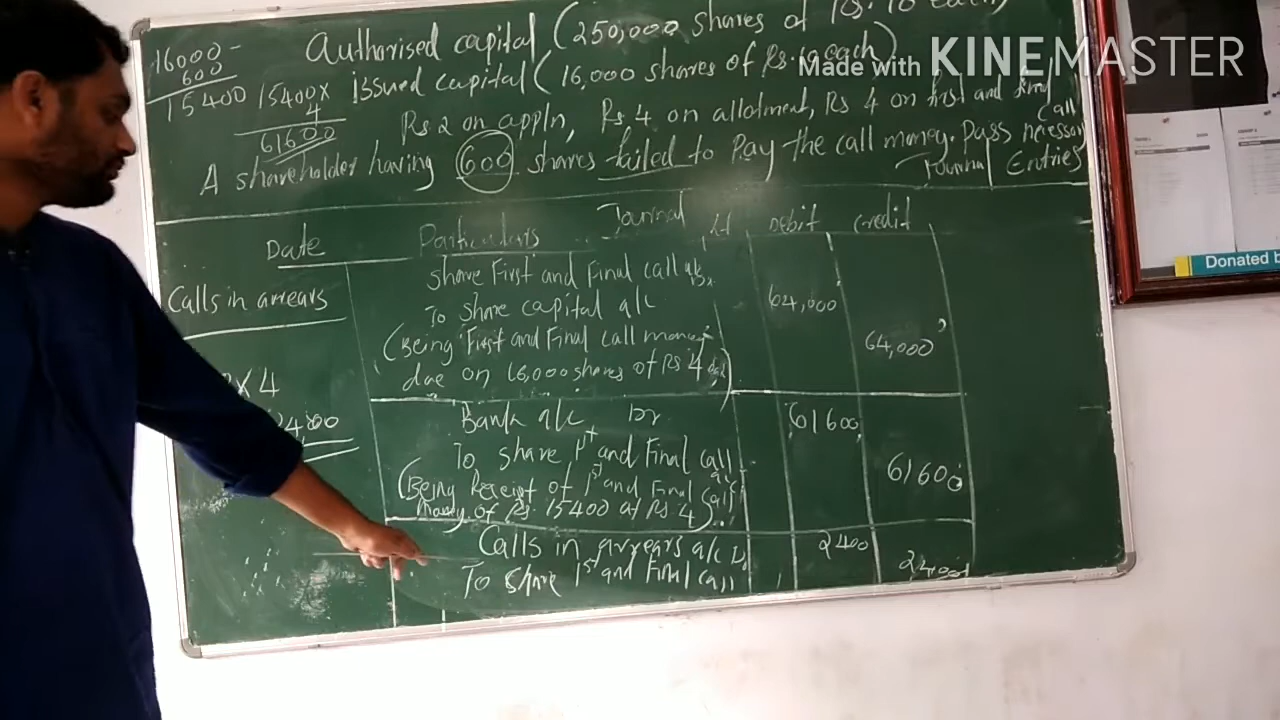 16000-
600
15400
15400x
4
61600
Authorised capital (250,000 shares of Rs. 10 each)
issued capital (16,000 shares of Rs. 10 each)
Rs 2 on appln, Rs 4 on allotment, Rs 4 on first and final call
A shareholder having 600 shares failed to Pay the call money. Pass necessary
Journal Entries
Made with KINEMASTER
Journal
Date Particulars Debit Credit
Calls in arrears
x4
Share First and Final call a/c
To share capital a/c
(Being First and Final call money
due on 16,000 shares of Rs 4
64,000
64,000
Bank a/c Dr
To share 1st and Final call
(Being Receipt of 1st and Final call
money of Rs. 15400 at Rs 4)
61600
61600
Calls in arrears a/c
To Share 1st and Final Call
2400
2400
Donated b